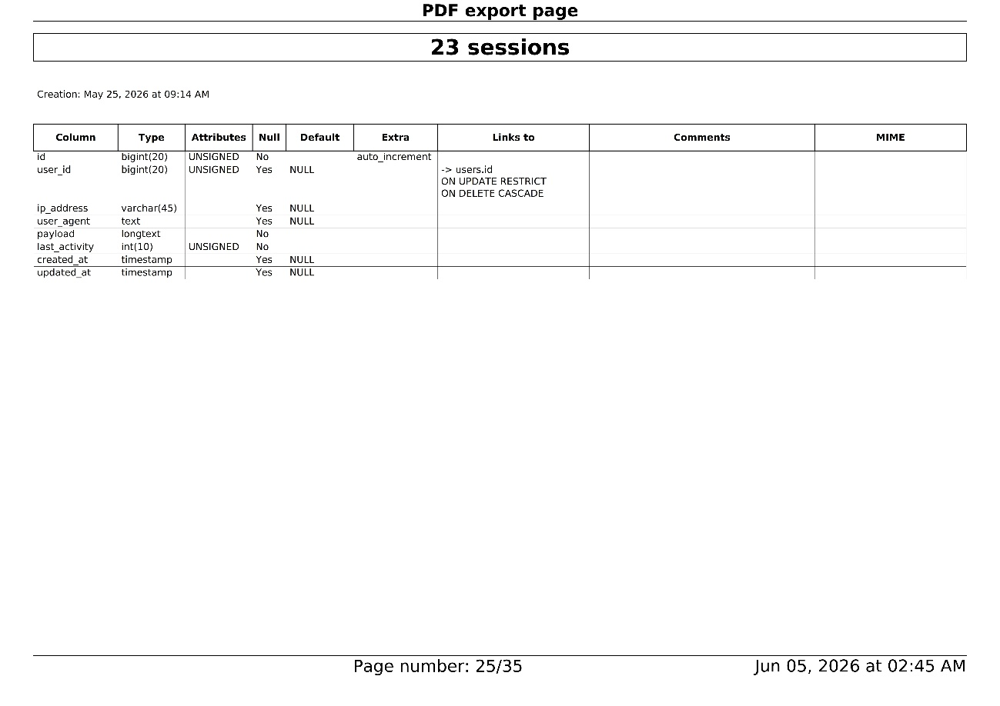 PDF export page
23 sessions
Creation: May 25, 2026 at 09:14 AM
Column Type Attributes Null Default Extra Links to Comments MIME
id bigint(20) UNSIGNED No auto_increment
user_id bigint(20) UNSIGNED Yes NULL -> users.id
ON UPDATE RESTRICT
ON DELETE CASCADE
ip_address varchar(45) Yes NULL
user_agent text Yes NULL
payload longtext No
last_activity int(10) UNSIGNED No
created_at timestamp Yes NULL
updated_at timestamp Yes NULL
Page number: 25/35 Jun 05, 2026 at 02:45 AM